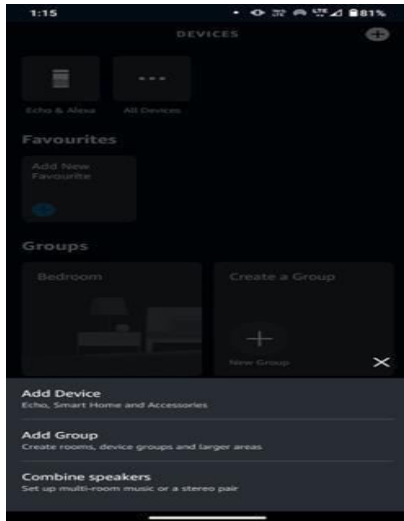 1:15
81%
DEVICES
Echo & Alexa
All Devices
Favourites
Add New
Favourite
Groups
Bedroom
Create a Group
New Group
Add Device
Echo, Smart Home and Accessories
Add Group
Create rooms, device groups and larger areas
Combine speakers
Set up multi-room music or a stereo pair